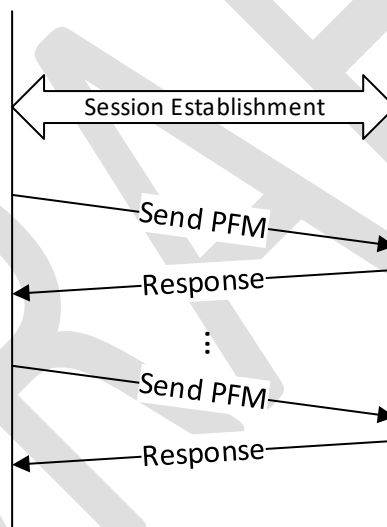 Session Establishment
Send PFM
Response
⋮
Send PFM
Response